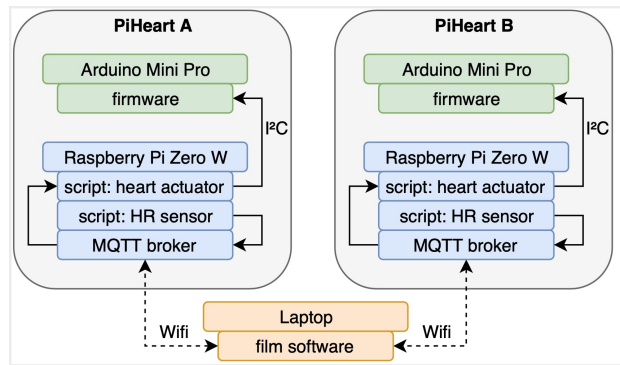 PiHeart A
Arduino Mini Pro
firmware
I²C
Raspberry Pi Zero W
script: heart actuator
script: HR sensor
MQTT broker
PiHeart B
Arduino Mini Pro
firmware
I²C
Raspberry Pi Zero W
script: heart actuator
script: HR sensor
MQTT broker
Wifi
Laptop
film software
Wifi